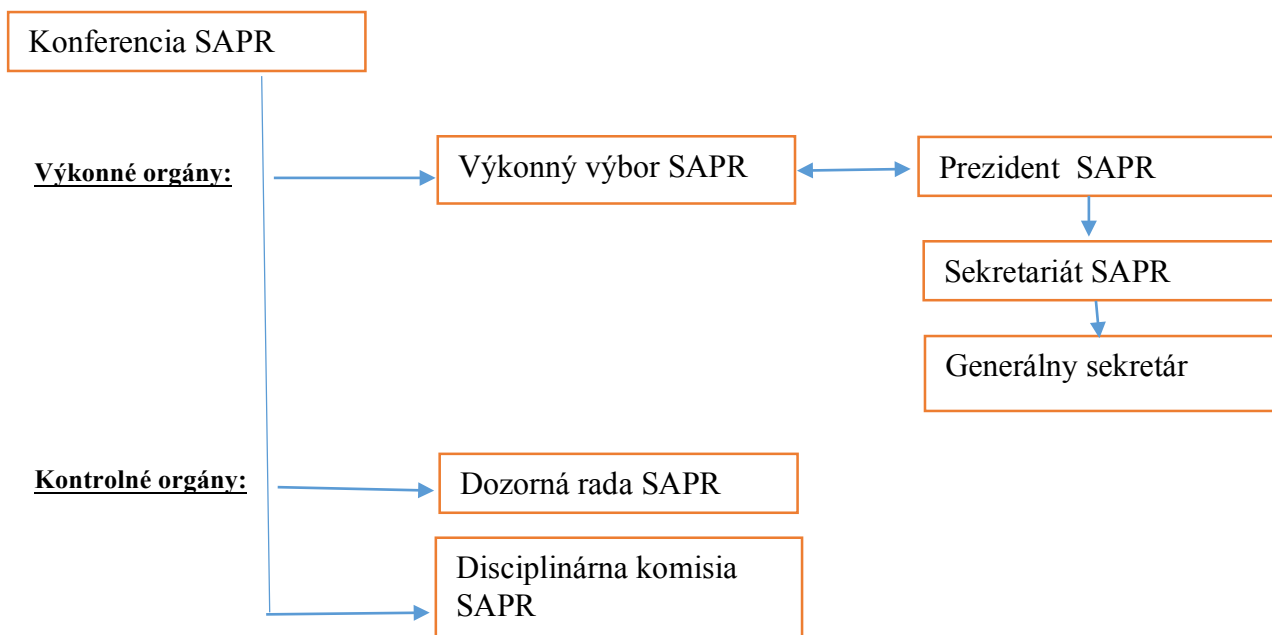 Konferencia SAPR
Výkonné orgány:
Výkonný výbor SAPR
Prezident SAPR
Sekretariát SAPR
Generálny sekretár
Kontrolné orgány:
Dozorná rada SAPR
Disciplinárna komisia
SAPR